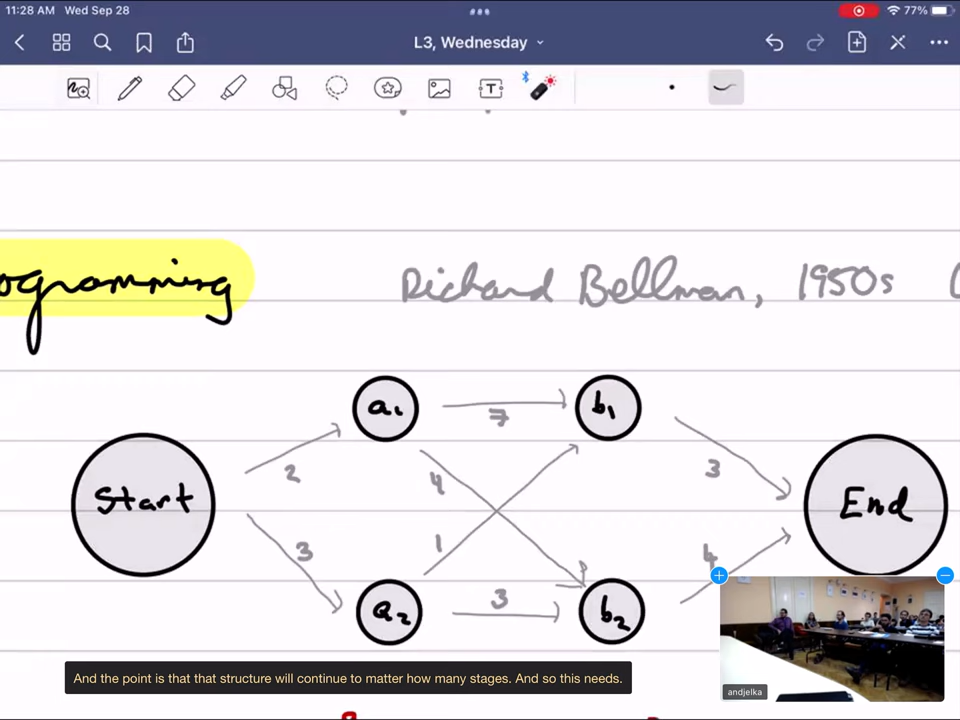 11:28 AM Wed Sep 28
77%
L3, Wednesday
T
ogramming
Richard Bellman, 1950s (
a1
7
b1
2
4
3
Start
End
3
1
4
a2
3
b2
And the point is that that structure will continue to matter how many stages. And so this needs.
andjelka